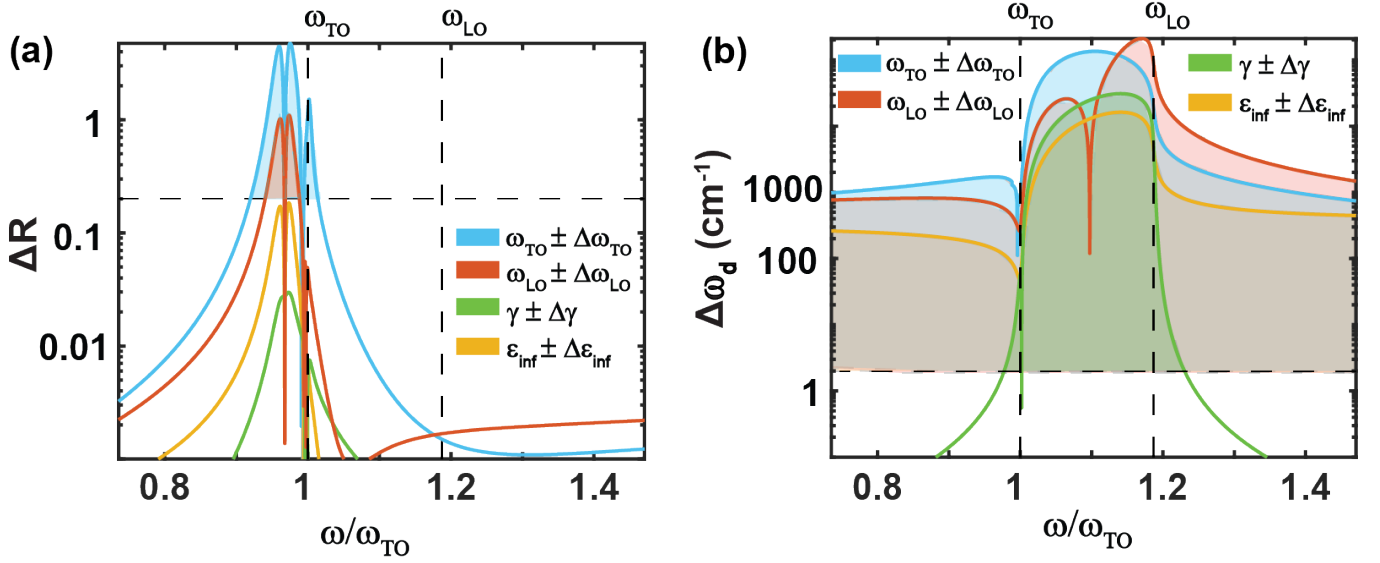 (a)
ω_TO
ω_LO
1
0.1
0.01
ΔR
ω_TO ± Δω_TO
ω_LO ± Δω_LO
γ ± Δγ
ε_inf ± Δε_inf
0.8
1
1.2
1.4
ω/ω_TO
(b)
ω_TO
ω_LO
ω_TO ± Δω_TO
ω_LO ± Δω_LO
γ ± Δγ
ε_inf ± Δε_inf
1000
100
1
Δω_d (cm⁻¹)
0.8
1
1.2
1.4
ω/ω_TO